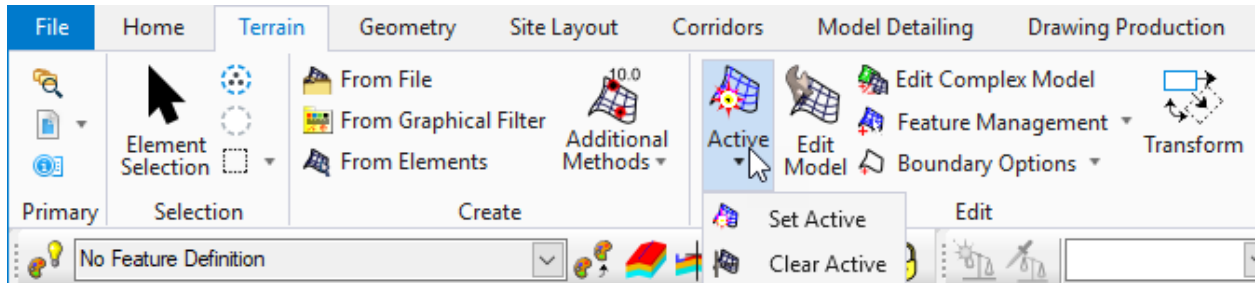 File Home Terrain Geometry Site Layout Corridors Model Detailing Drawing Production
Element
Selection
From File
From Graphical Filter
From Elements
10.0
Additional
Methods
Active
Edit
Model
Edit Complex Model
Feature Management
Boundary Options
Transform
Primary Selection Create Edit
Set Active
Clear Active
No Feature Definition